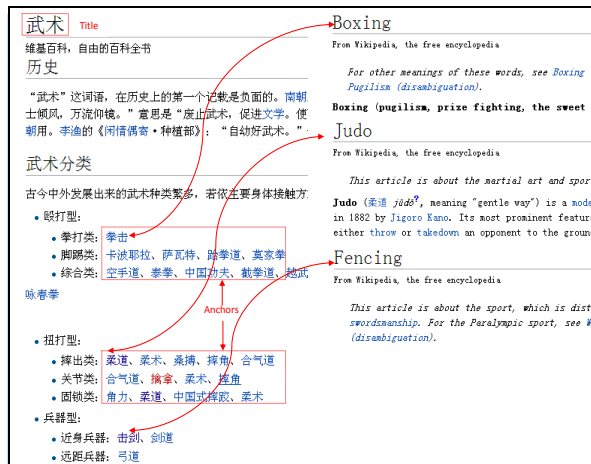 武术
Title
维基百科，自由的百科全书
历史
“武术”这词语，在历史上的第一个记载是负面的。南朝
士倾风，万流仰镜。”意思是“废止武术，促进文学。使
朝用。李渔的《闲情偶寄·种植部》：“自幼好武术。”
武术分类
古今中外发展出来的武术种类繁多，若依主要身体接触方
殴打型：
拳打类：拳击
脚踢类：卡波耶拉、萨瓦特、跆拳道、莫家拳
综合类：空手道、泰拳、中国功夫、截拳道、越武
咏春拳
Anchors
扭打型：
摔出类：柔道、柔术、桑搏、摔角、合气道
关节类：合气道、擒拿、柔术、摔角
固锁类：角力、柔道、中国式摔跤、柔术
兵器型：
近身兵器：击剑、剑道
远距兵器：弓道
Boxing
From Wikipedia, the free encyclopedia
For other meanings of these words, see Boxing
Pugilism (disambiguation).
Boxing (pugilism, prize fighting, the sweet
Judo
From Wikipedia, the free encyclopedia
This article is about the martial art and spor
Judo (柔道 jūdō?, meaning "gentle way") is a mode
in 1882 by Jigoro Kano. Its most prominent featur
either throw or takedown an opponent to the groun
Fencing
From Wikipedia, the free encyclopedia
This article is about the sport, which is dist
swordsmanship. For the Paralympic sport, see W
(disambiguation).